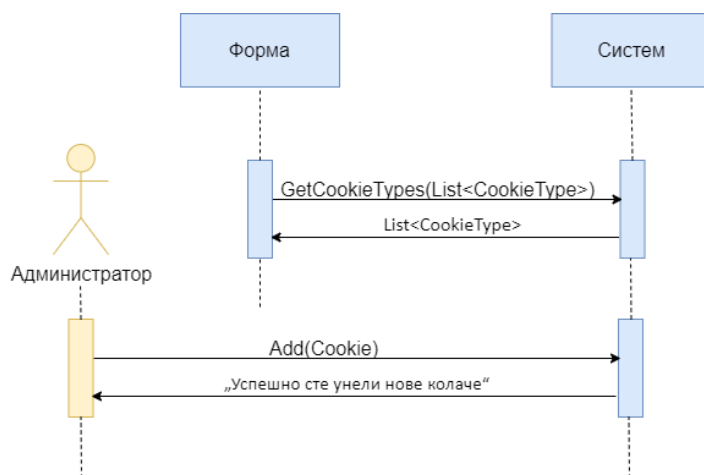 Форма
Систем
GetCookieTypes(List<CookieType>)
List<CookieType>
Администратор
Add(Cookie)
„Успешно сте унели нове колаче“